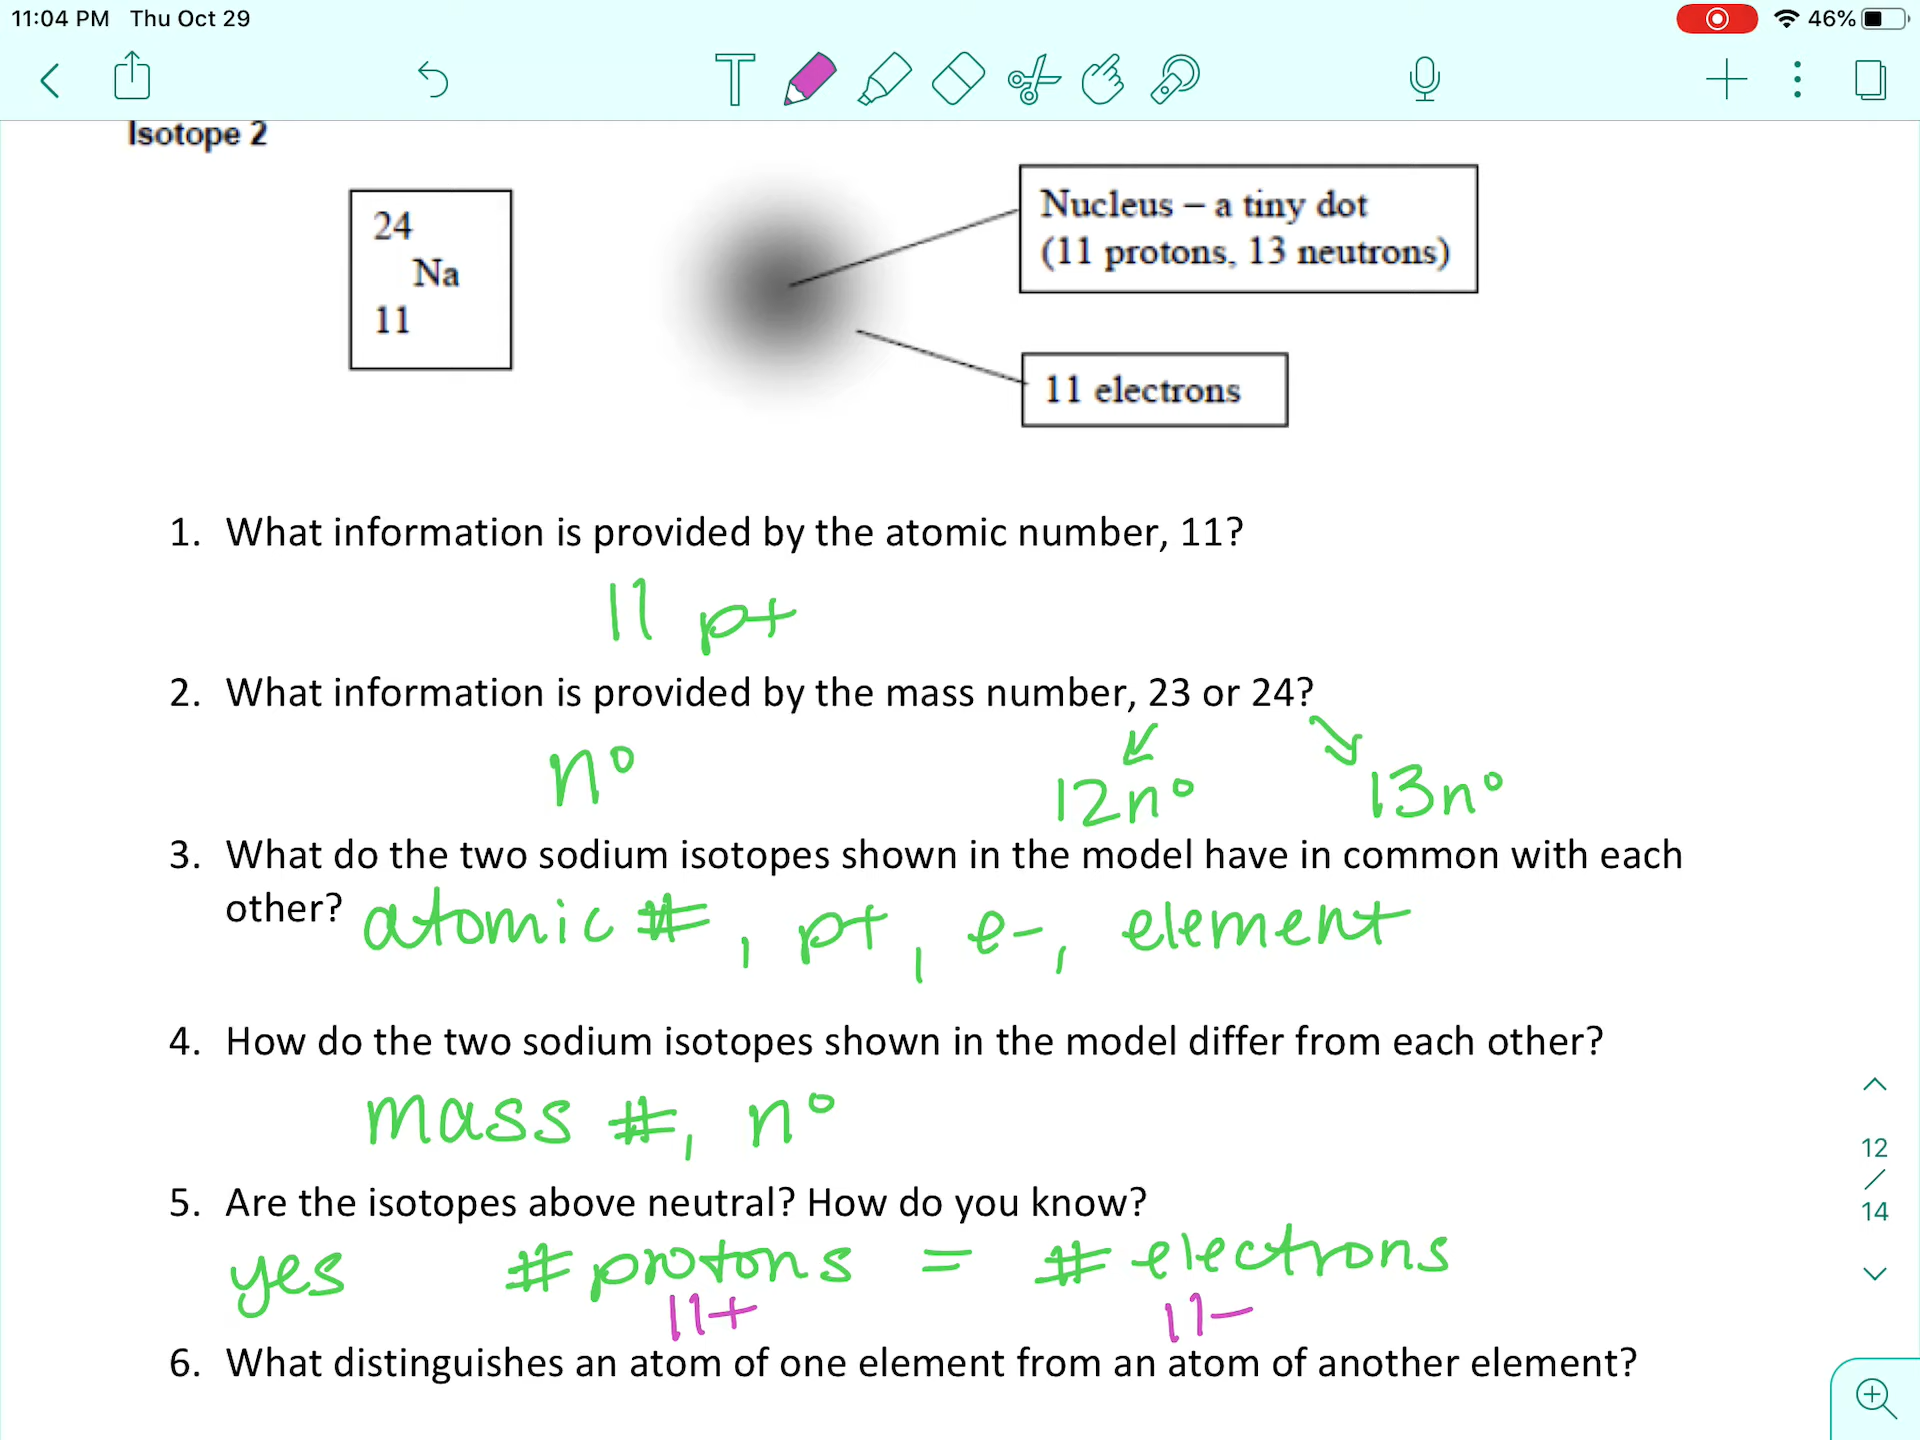 11:04 PM Thu Oct 29
46%
Isotope 2
24
Na
11
Nucleus – a tiny dot
(11 protons, 13 neutrons)
11 electrons
1. What information is provided by the atomic number, 11?
11 p+
2. What information is provided by the mass number, 23 or 24?
n° 12n° 13n°
3. What do the two sodium isotopes shown in the model have in common with each
other? atomic #, p+, e-, element
4. How do the two sodium isotopes shown in the model differ from each other?
mass #, n°
12
/
14
5. Are the isotopes above neutral? How do you know?
yes # protons = # electrons
11+ 11-
6. What distinguishes an atom of one element from an atom of another element?